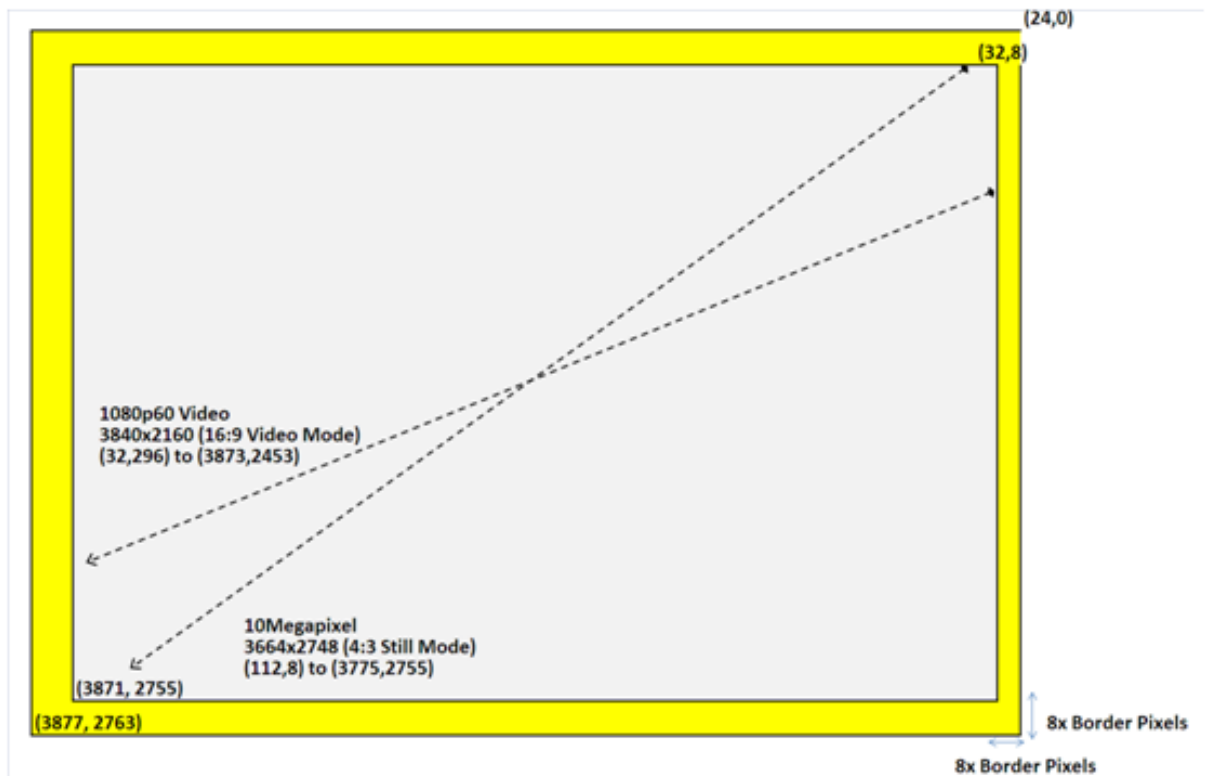 (24,0)
(32,8)
1080p60 Video
3840x2160 (16:9 Video Mode)
(32,296) to (3873,2453)
10Megapixel
3664x2748 (4:3 Still Mode)
(112,8) to (3775,2755)
(3871, 2755)
(3877, 2763)
8x Border Pixels
8x Border Pixels